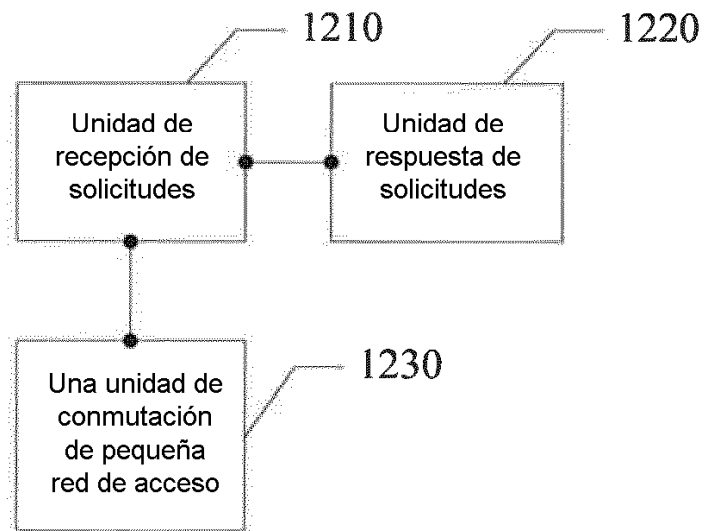 1210
1220
Unidad de
recepción de
solicitudes
Unidad de
respuesta de
solicitudes
1230
Una unidad de
conmutación
de pequeña
red de acceso